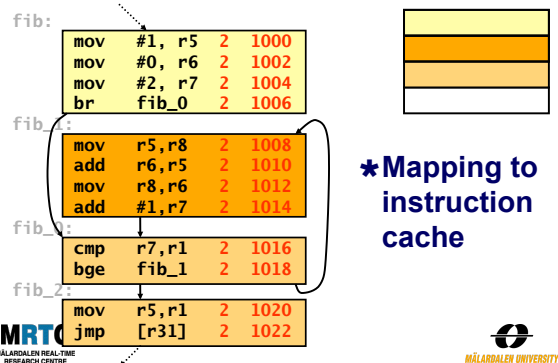 fib:
mov #1, r5 2 1000
mov #0, r6 2 1002
mov #2, r7 2 1004
br fib_0 2 1006
fib_1:
mov r5,r8 2 1008
add r6,r5 2 1010
mov r8,r6 2 1012
add #1,r7 2 1014
fib_0:
cmp r7,r1 2 1016
bge fib_1 2 1018
fib_2:
mov r5,r1 2 1020
jmp [r31] 2 1022
*Mapping to
instruction
cache
MRTC
MÄLARDALEN REAL-TIME
RESEARCH CENTRE
MÄLARDALEN UNIVERSITY